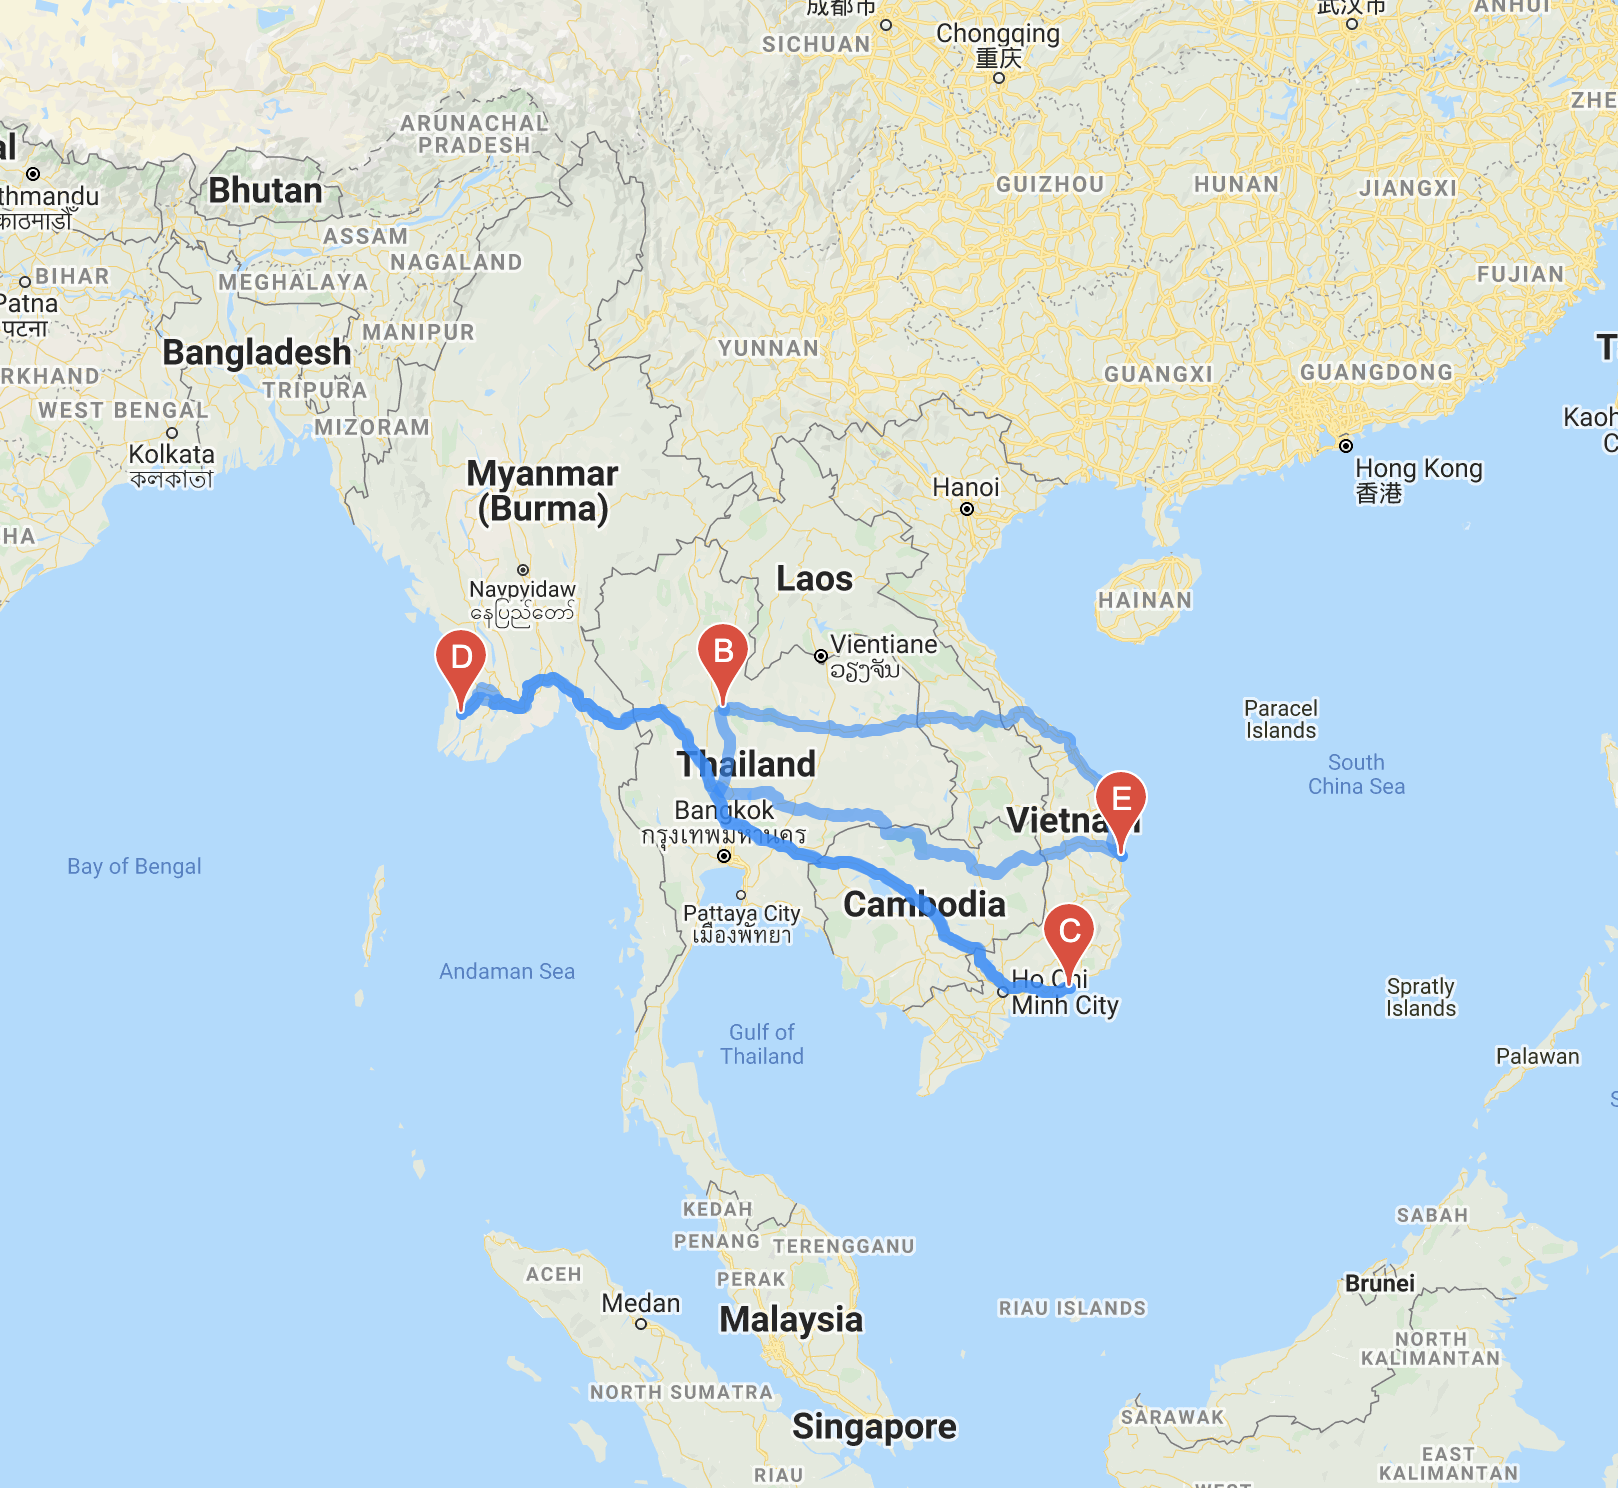 成都市
武汉市
ANHUI
SICHUAN
Chongqing
重庆
ZHE
ARUNACHAL
PRADESH
al
thmandu
काठमाडौँ
Bhutan
GUIZHOU
HUNAN
JIANGXI
ASSAM
NAGALAND
BIHAR
MEGHALAYA
FUJIAN
Patna
पटना
MANIPUR
Bangladesh
YUNNAN
T
RKHAND
TRIPURA
GUANGXI
GUANGDONG
WEST BENGAL
MIZORAM
Kaoh
C
Kolkata
কলকাতা
Myanmar
(Burma)
Hanoi
Hong Kong
香港
HA
Laos
Naypyidaw
နေပြည်တော်
HAINAN
D
B
Vientiane
ວຽງຈັນ
Paracel
Islands
Thailand
South
China Sea
E
Bangkok
กรุงเทพมหานคร
Vietnam
Bay of Bengal
Cambodia
Pattaya City
เมืองพัทยา
C
Andaman Sea
Ho Chi
Minh City
Spratly
Islands
Gulf of
Thailand
Palawan
S
KEDAH
PENANG
TERENGGANU
SABAH
ACEH
PERAK
Brunei
Medan
Malaysia
RIAU ISLANDS
NORTH
KALIMANTAN
NORTH SUMATRA
Singapore
SARAWAK
EAST
KALIMANTAN
RIAU
WEST